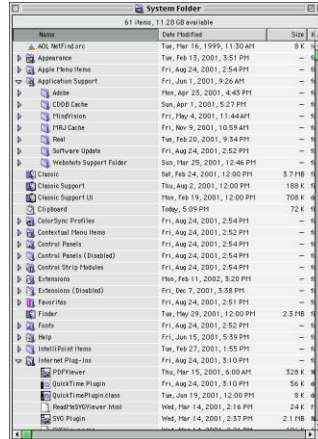 System Folder
61 items, 11.28 GB available
Name Date Modified Size
AOL NetFind.src Tue, Mar 16, 1999, 11:30 AM 8 K
Appearance Tue, Feb 13, 2001, 3:51 PM –
Apple Menu Items Fri, Aug 24, 2001, 2:54 PM –
Application Support Fri, Jun 1, 2001, 9:26 AM –
Adobe Mon, Apr 23, 2001, 4:43 PM –
CDDB Cache Sun, Apr 1, 2001, 5:27 PM –
MindVision Fri, May 4, 2001, 11:44 AM –
MRJ Cache Fri, Nov 9, 2001, 10:59 AM –
Real Tue, Feb 20, 2001, 9:34 PM –
Software Update Fri, Aug 24, 2001, 2:52 PM –
Webstats Support Folder Sun, Mar 25, 2001, 12:46 PM –
Classic Sat, Feb 24, 2001, 12:00 PM 3.7 MB
Classic Support Thu, Aug 2, 2001, 12:00 PM 188 K
Classic Support UI Mon, Feb 19, 2001, 12:00 PM 708 K
Clipboard Today, 5:09 PM 72 K
ColorSync Profiles Fri, Aug 24, 2001, 2:54 PM –
Contextual Menu Items Fri, Aug 24, 2001, 2:52 PM –
Control Panels Fri, Aug 24, 2001, 2:54 PM –
Control Panels (Disabled) Fri, Aug 24, 2001, 2:54 PM –
Control Strip Modules Fri, Aug 24, 2001, 2:54 PM –
Extensions Mon, Feb 11, 2002, 3:20 PM –
Extensions (Disabled) Fri, Dec 7, 2001, 3:38 PM –
Favorites Fri, Aug 24, 2001, 2:51 PM –
Finder Tue, May 29, 2001, 12:00 PM 2.3 MB
Fonts Fri, Aug 24, 2001, 2:52 PM –
Help Fri, Jun 15, 2001, 5:39 PM –
IntelliPoint Items Tue, Feb 27, 2001, 1:55 PM –
Internet Plug-Ins Fri, Aug 24, 2001, 3:10 PM –
PDFViewer Thu, Mar 15, 2001, 6:00 AM 328 K
QuickTime Plugin Fri, Aug 24, 2001, 3:10 PM 56 K
QuickTimePlugin.class Tue, Jun 19, 2001, 12:00 PM 8 K
ReadMeSVGViewer.html Wed, Mar 14, 2001, 2:16 PM 24 K
SVG Plugin Wed, Mar 14, 2001, 2:37 PM 2.1 MB